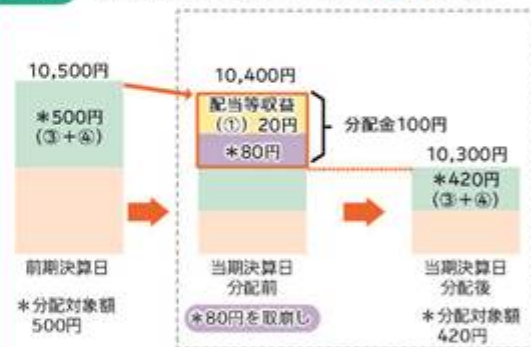 10,500円
*500円
(③+④)
前期決算日
*分配対象額
500円
10,400円
配当等収益
(①) 20円
*80円
分配金100円
当期決算日
分配前
*80円を取崩し
10,300円
*420円
(③+④)
当期決算日
分配後
*分配対象額
420円